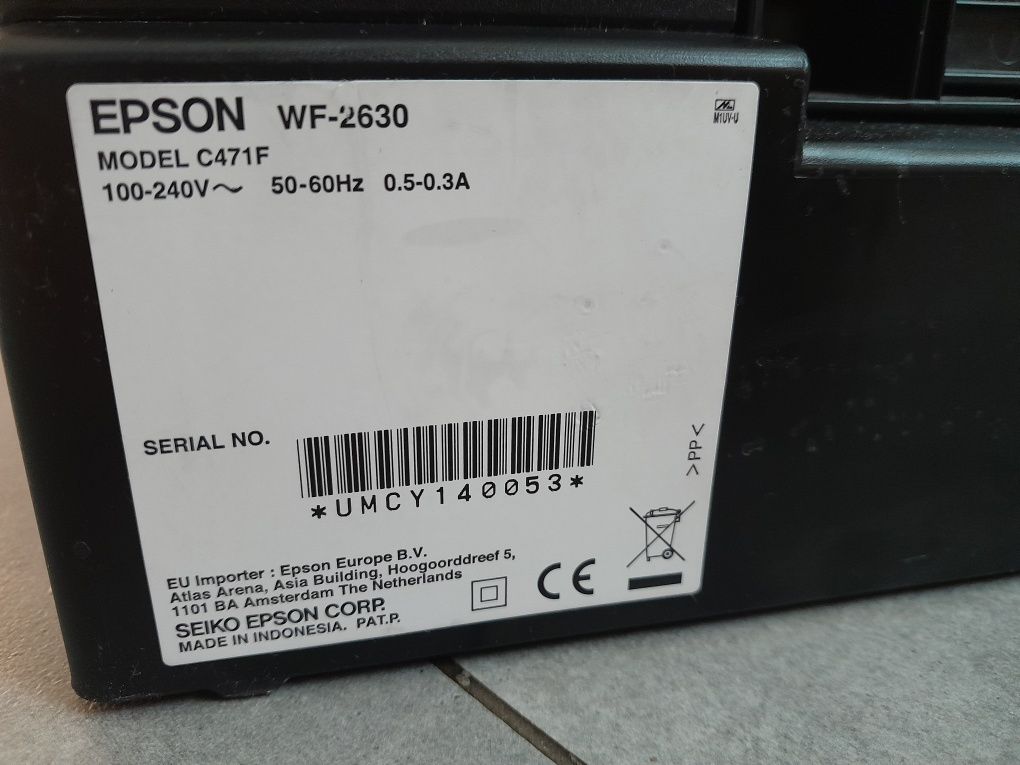 EPSON WF-2630
M1UV-U
MODEL C471F
100-240V～ 50-60Hz 0.5-0.3A
SERIAL NO.
*UMCY140053*
>PP<
EU Importer : Epson Europe B.V.
Atlas Arena, Asia Building, Hoogoorddreef 5,
1101 BA Amsterdam The Netherlands
SEIKO EPSON CORP.
MADE IN INDONESIA. PAT.P.
CE